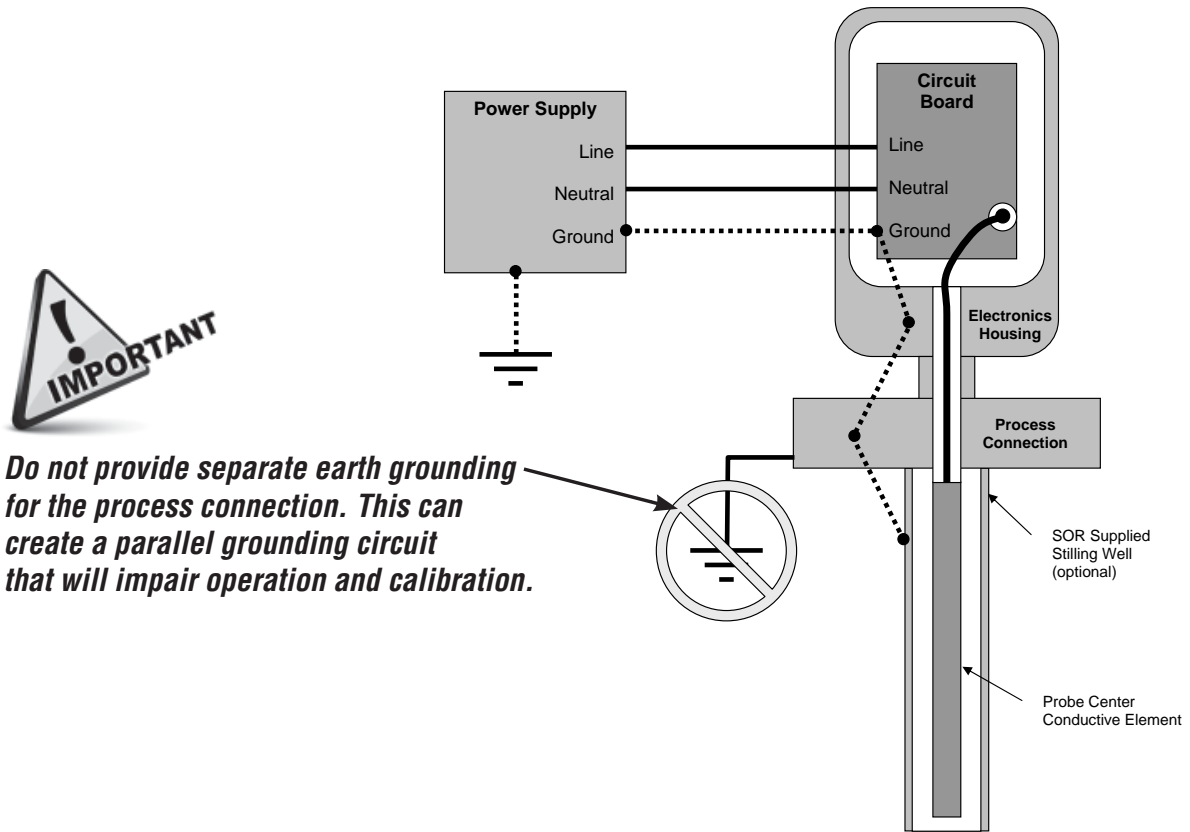 Power Supply
Line
Neutral
Ground
Circuit
Board
Line
Neutral
Ground
Electronics
Housing
Process
Connection
IMPORTANT
Do not provide separate earth grounding
for the process connection. This can
create a parallel grounding circuit
that will impair operation and calibration.
SOR Supplied
Stilling Well
(optional)
Probe Center
Conductive Element